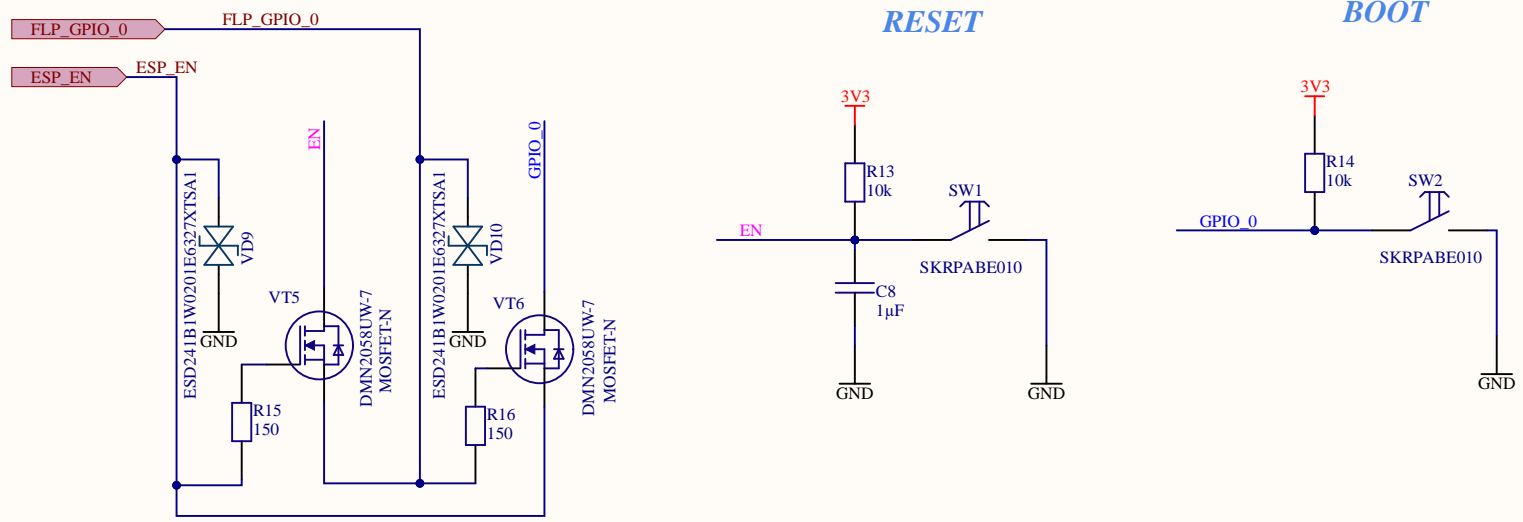 FLP_GPIO_0
FLP_GPIO_0
ESP_EN
ESP_EN
EN
GPIO_0
ESD241B1W0201E6327XTSA1
VD9
GND
VT5
DMN2058UW-7
MOSFET-N
R15
150
ESD241B1W0201E6327XTSA1
VD10
GND
VT6
DMN2058UW-7
MOSFET-N
R16
150
RESET
3V3
R13
10k
EN
SW1
SKRPABE010
C8
1µF
GND
GND
BOOT
3V3
R14
10k
GPIO_0
SW2
SKRPABE010
GND